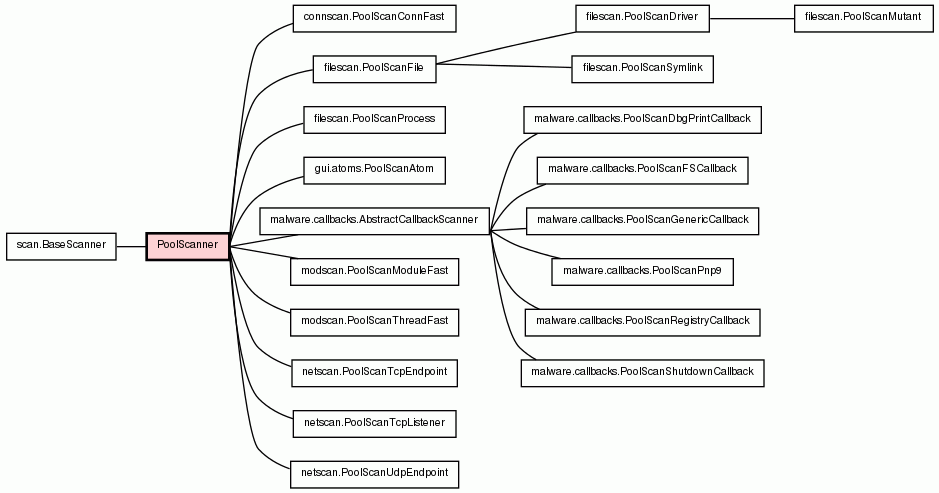 connscan.PoolScanConnFast
filescan.PoolScanDriver
filescan.PoolScanMutant
filescan.PoolScanFile
filescan.PoolScanSymlink
filescan.PoolScanProcess
malware.callbacks.PoolScanDbgPrintCallback
gui.atoms.PoolScanAtom
malware.callbacks.PoolScanFSCallback
malware.callbacks.AbstractCallbackScanner
malware.callbacks.PoolScanGenericCallback
scan.BaseScanner
PoolScanner
modscan.PoolScanModuleFast
malware.callbacks.PoolScanPnp9
modscan.PoolScanThreadFast
malware.callbacks.PoolScanRegistryCallback
netscan.PoolScanTcpEndpoint
malware.callbacks.PoolScanShutdownCallback
netscan.PoolScanTcpListener
netscan.PoolScanUdpEndpoint